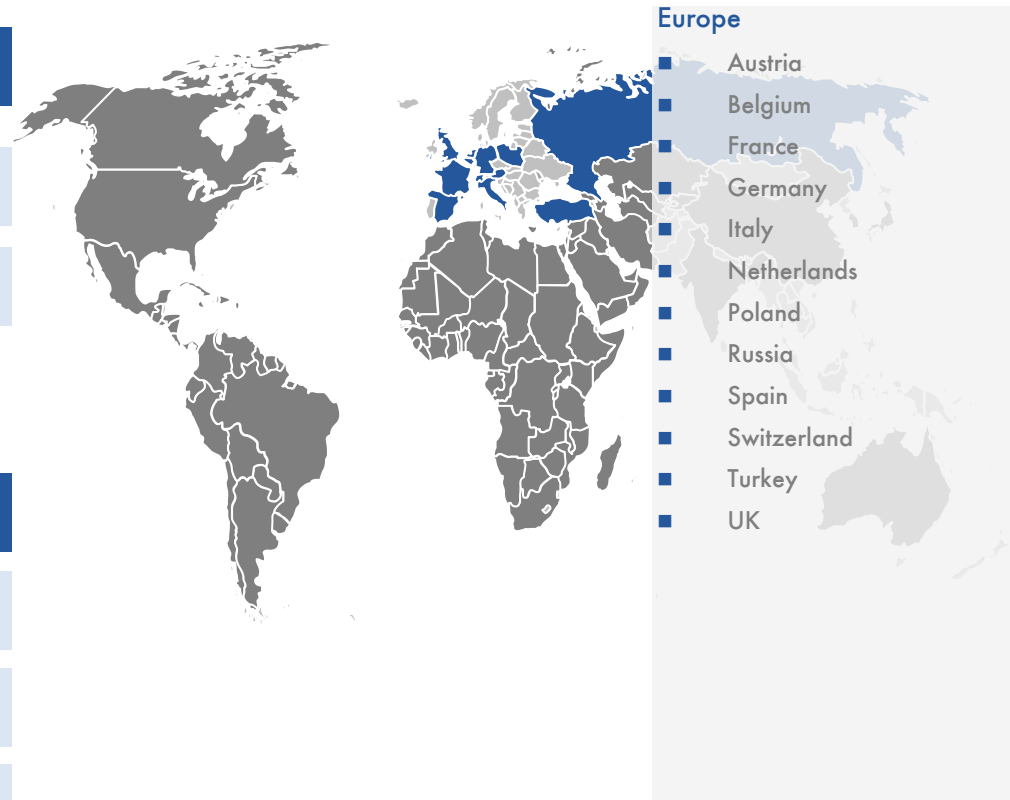 Europe
Austria
Belgium
France
Germany
Italy
Netherlands
Poland
Russia
Spain
Switzerland
Turkey
UK